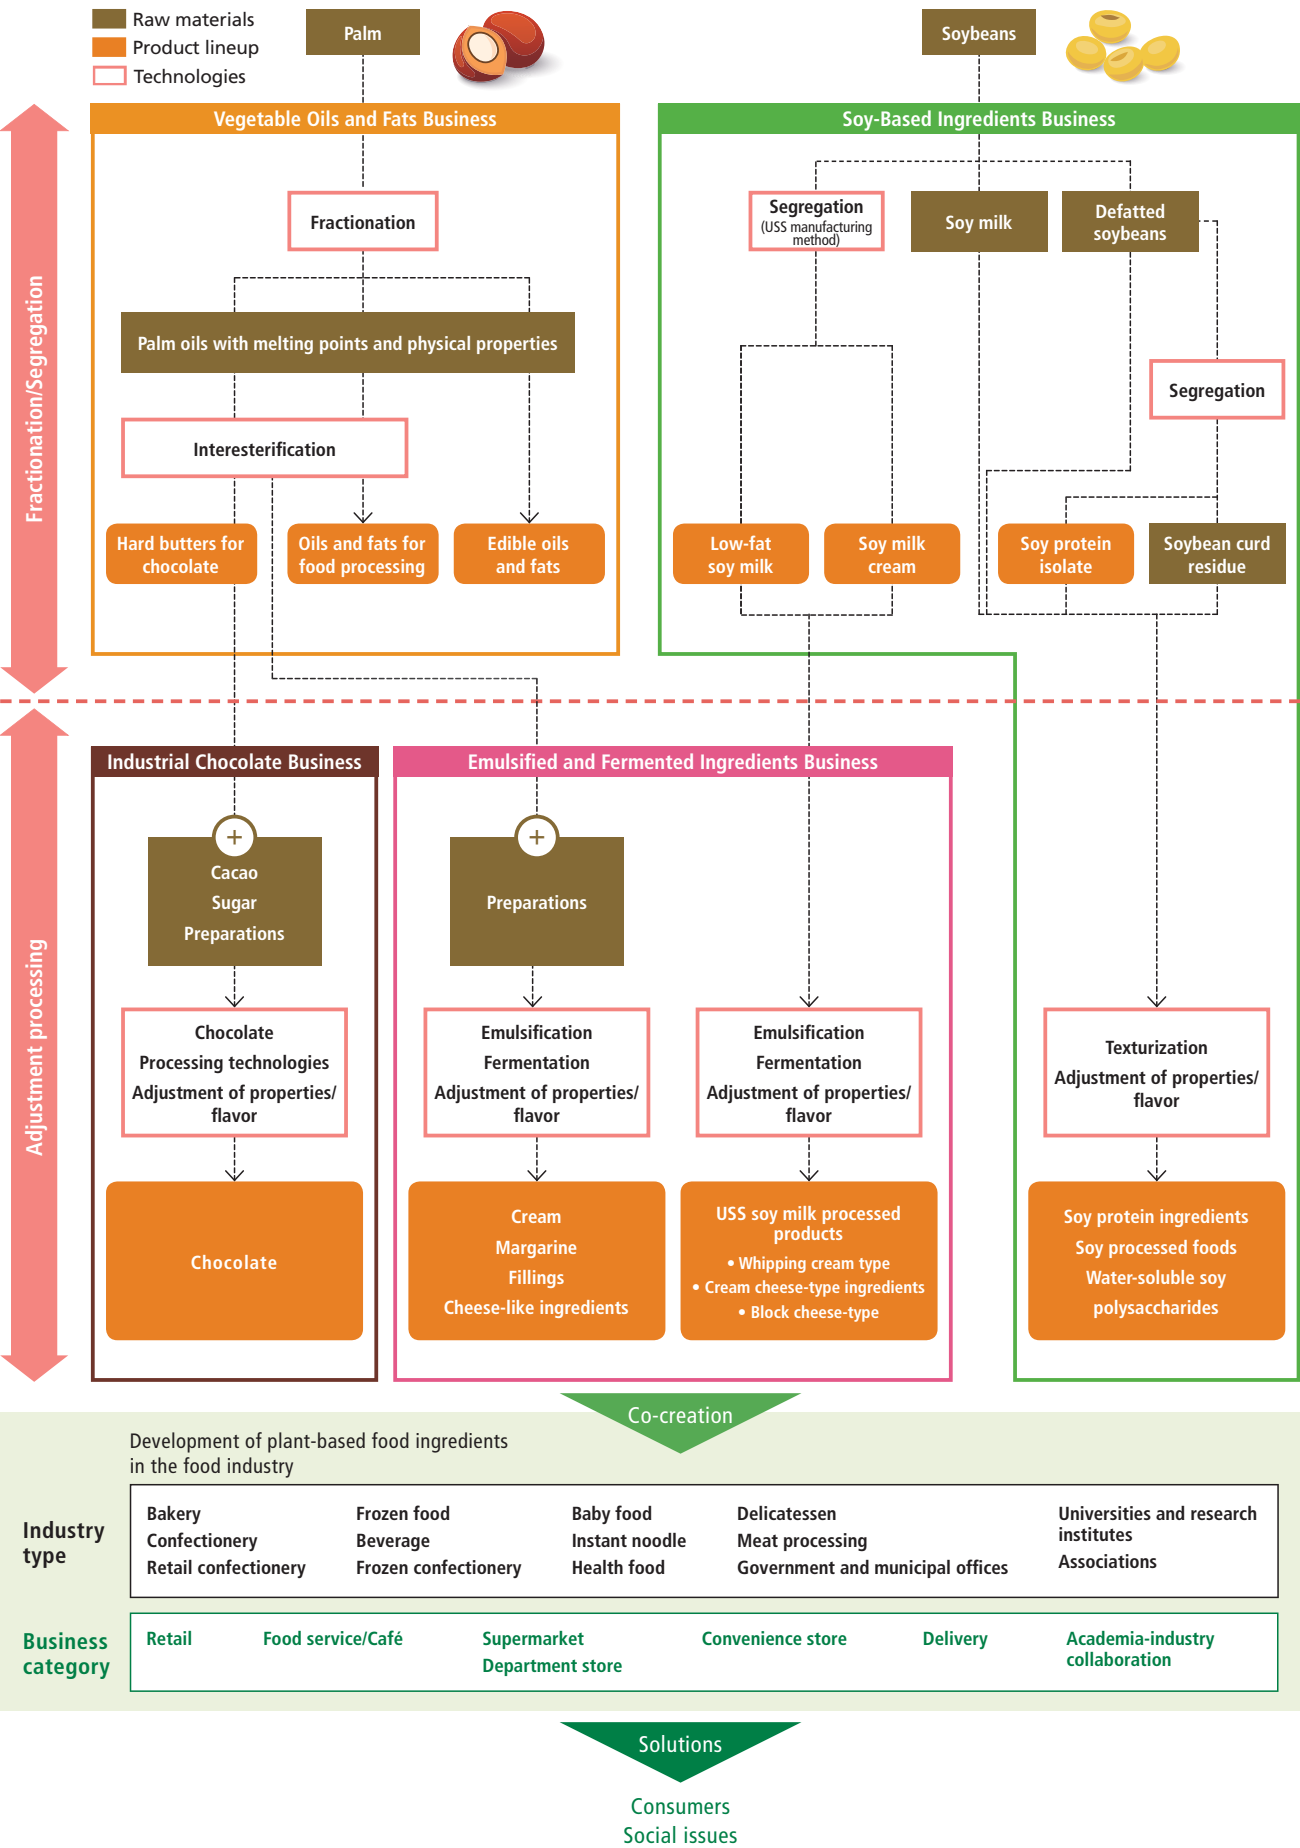 Raw materials
Product lineup
Technologies
Palm
Soybeans
Fractionation/Segregation
Vegetable Oils and Fats Business
Fractionation
Palm oils with melting points and physical properties
Interesterification
Hard butters for
chocolate
Oils and fats for
food processing
Edible oils
and fats
Soy-Based Ingredients Business
Segregation
(USS manufacturing
method)
Soy milk
Defatted
soybeans
Segregation
Low-fat
soy milk
Soy milk
cream
Soy protein
isolate
Soybean curd
residue
Adjustment processing
Industrial Chocolate Business
+
Cacao
Sugar
Preparations
Chocolate
Processing technologies
Adjustment of properties/
flavor
Chocolate
Emulsified and Fermented Ingredients Business
+
Preparations
Emulsification
Fermentation
Adjustment of properties/
flavor
Cream
Margarine
Fillings
Cheese-like ingredients
Emulsification
Fermentation
Adjustment of properties/
flavor
USS soy milk processed
products
• Whipping cream type
• Cream cheese-type ingredients
• Block cheese-type
Texturization
Adjustment of properties/
flavor
Soy protein ingredients
Soy processed foods
Water-soluble soy
polysaccharides
Co-creation
Development of plant-based food ingredients
in the food industry
Industry
type
Bakery
Confectionery
Retail confectionery
Frozen food
Beverage
Frozen confectionery
Baby food
Instant noodle
Health food
Delicatessen
Meat processing
Government and municipal offices
Universities and research
institutes
Associations
Business
category
Retail
Food service/Café
Supermarket
Department store
Convenience store
Delivery
Academia-industry
collaboration
Solutions
Consumers
Social issues